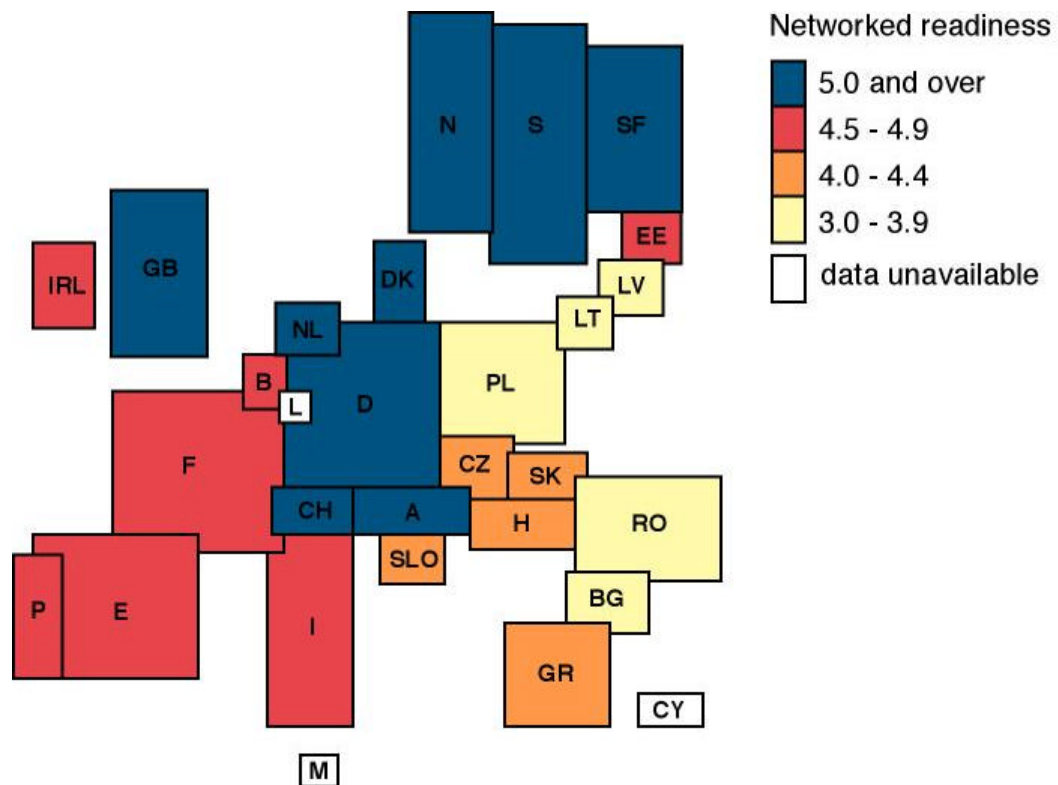 Networked readiness
5.0 and over
4.5 - 4.9
4.0 - 4.4
3.0 - 3.9
data unavailable
N
S
SF
EE
GB
IRL
DK
LV
LT
NL
B
L
D
PL
F
CZ
SK
CH
A
H
RO
SLO
BG
P
E
I
GR
CY
M